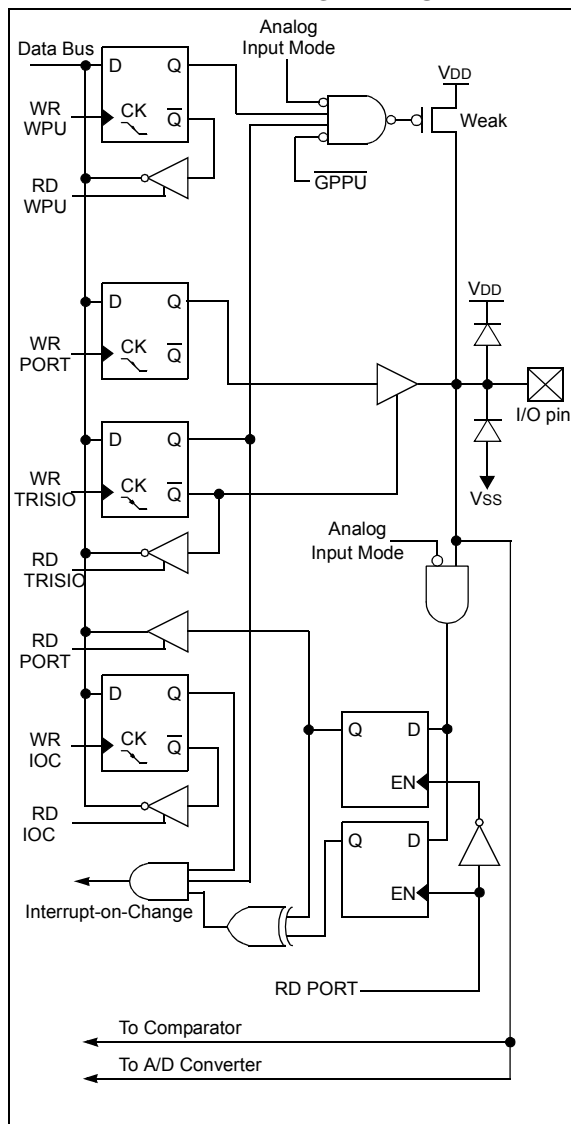 Analog
Input Mode
Data Bus
D
Q
VDD
WR
WPU
CK
Q̅
Weak
RD
WPU
G̅P̅P̅U̅
D
Q
VDD
WR
PORT
CK
Q̅
I/O pin
D
Q
WR
TRISIO
CK
Q̅
VSS
Analog
Input Mode
RD
TRISIO
RD
PORT
D
Q
Q
D
WR
IOC
CK
Q̅
EN
RD
IOC
Q
D
EN
Interrupt-on-Change
RD PORT
To Comparator
To A/D Converter